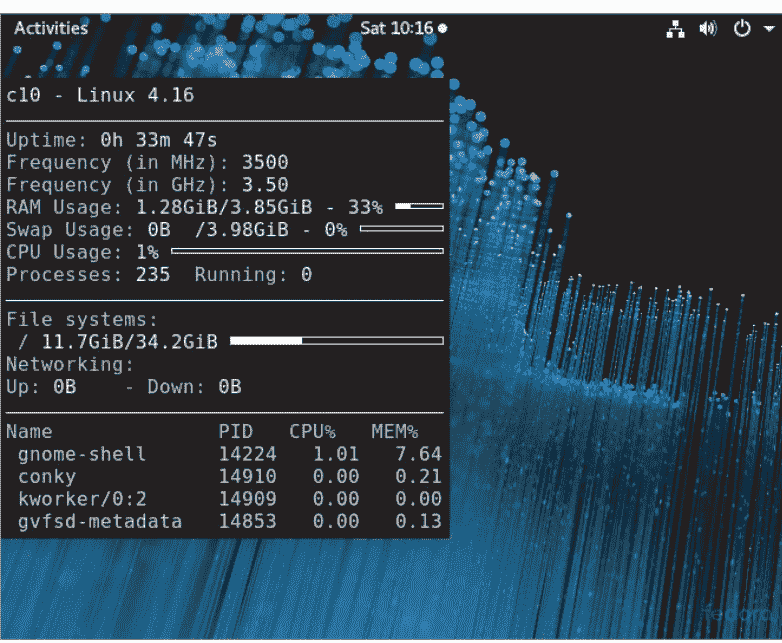 Activities Sat 10:16
c10 - Linux 4.16
Uptime: 0h 33m 47s
Frequency (in MHz): 3500
Frequency (in GHz): 3.50
RAM Usage: 1.28GiB/3.85GiB - 33%
Swap Usage: 0B /3.98GiB - 0%
CPU Usage: 1%
Processes: 235 Running: 0
File systems:
/ 11.7GiB/34.2GiB
Networking:
Up: 0B - Down: 0B
Name PID CPU% MEM%
gnome-shell 14224 1.01 7.64
conky 14910 0.00 0.21
kworker/0:2 14909 0.00 0.00
gvfsd-metadata 14853 0.00 0.13
fedora